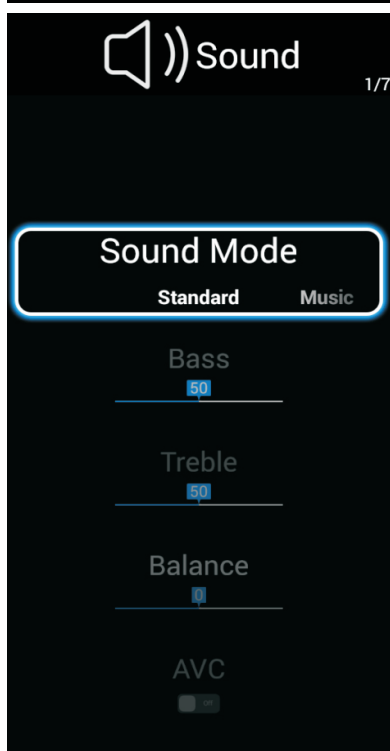 Sound
1/7
Sound Mode
Standard Music
Bass
50
Treble
50
Balance
0
AVC
Off